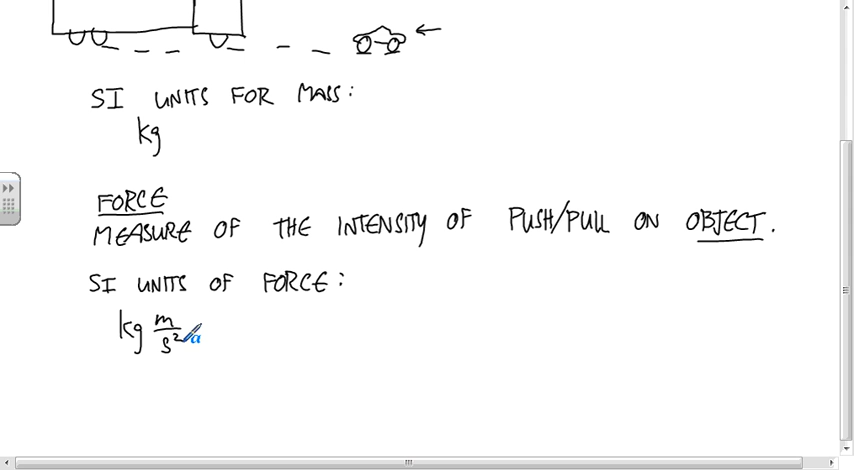 SI UNITS FOR MASS:
kg
FORCE
MEASURE OF THE INTENSITY OF PUSH/PULL ON OBJECT.
SI UNITS OF FORCE:
kg m/s²